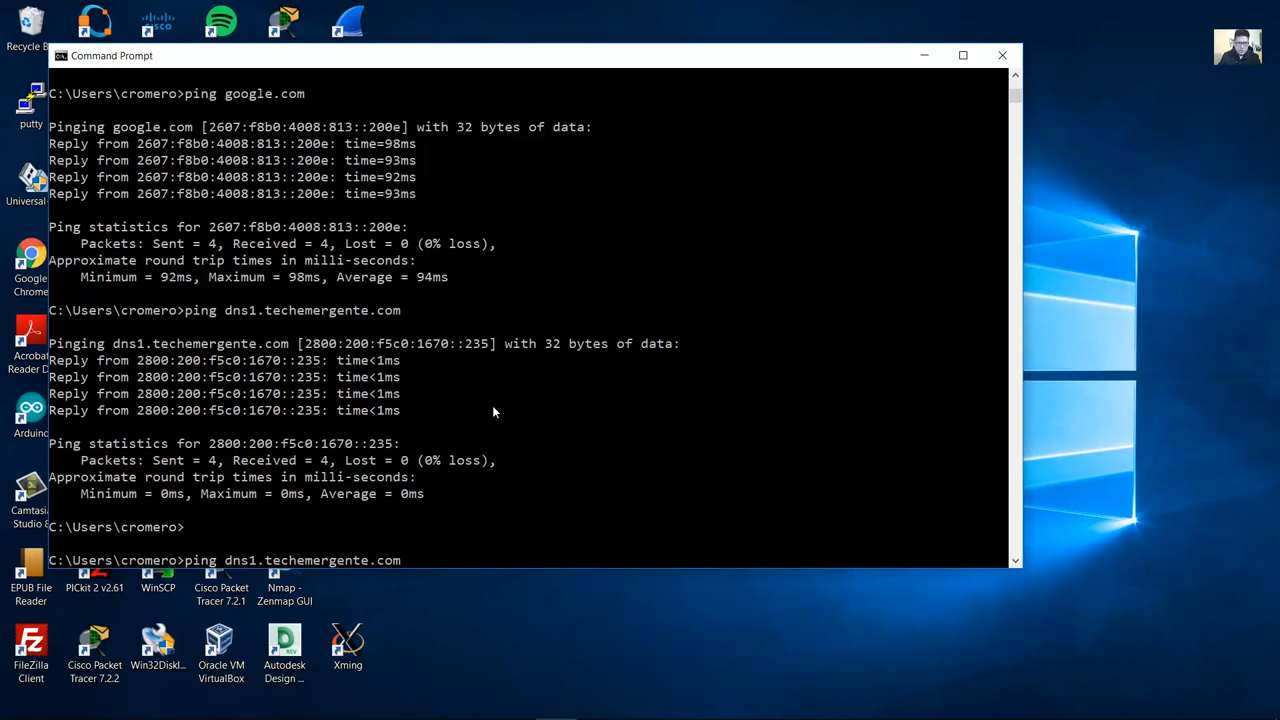 Recycle B
cisco
Command Prompt
C:\Users\cromero>ping google.com
Pinging google.com [2607:f8b0:4008:813::200e] with 32 bytes of data:
Reply from 2607:f8b0:4008:813::200e: time=98ms
Reply from 2607:f8b0:4008:813::200e: time=93ms
Reply from 2607:f8b0:4008:813::200e: time=92ms
Reply from 2607:f8b0:4008:813::200e: time=93ms
Ping statistics for 2607:f8b0:4008:813::200e:
Packets: Sent = 4, Received = 4, Lost = 0 (0% loss),
Approximate round trip times in milli-seconds:
Minimum = 92ms, Maximum = 98ms, Average = 94ms
C:\Users\cromero>ping dns1.techemergente.com
Pinging dns1.techemergente.com [2800:200:f5c0:1670::235] with 32 bytes of data:
Reply from 2800:200:f5c0:1670::235: time<1ms
Reply from 2800:200:f5c0:1670::235: time<1ms
Reply from 2800:200:f5c0:1670::235: time<1ms
Reply from 2800:200:f5c0:1670::235: time<1ms
Ping statistics for 2800:200:f5c0:1670::235:
Packets: Sent = 4, Received = 4, Lost = 0 (0% loss),
Approximate round trip times in milli-seconds:
Minimum = 0ms, Maximum = 0ms, Average = 0ms
C:\Users\cromero>
C:\Users\cromero>ping dns1.techemergente.com
putty
Universal-
Google
Chrome
Acrobat
Reader D
Arduin
Camtas
Studio 8
EPUB File
Reader
PICkit 2 v2.61
WinSCP
Cisco Packet
Tracer 7.2.1
Nmap -
Zenmap GUI
FileZilla
Client
Cisco Packet
Tracer 7.2.2
Win32DiskI...
Oracle VM
VirtualBox
Autodesk
Design ...
Xming